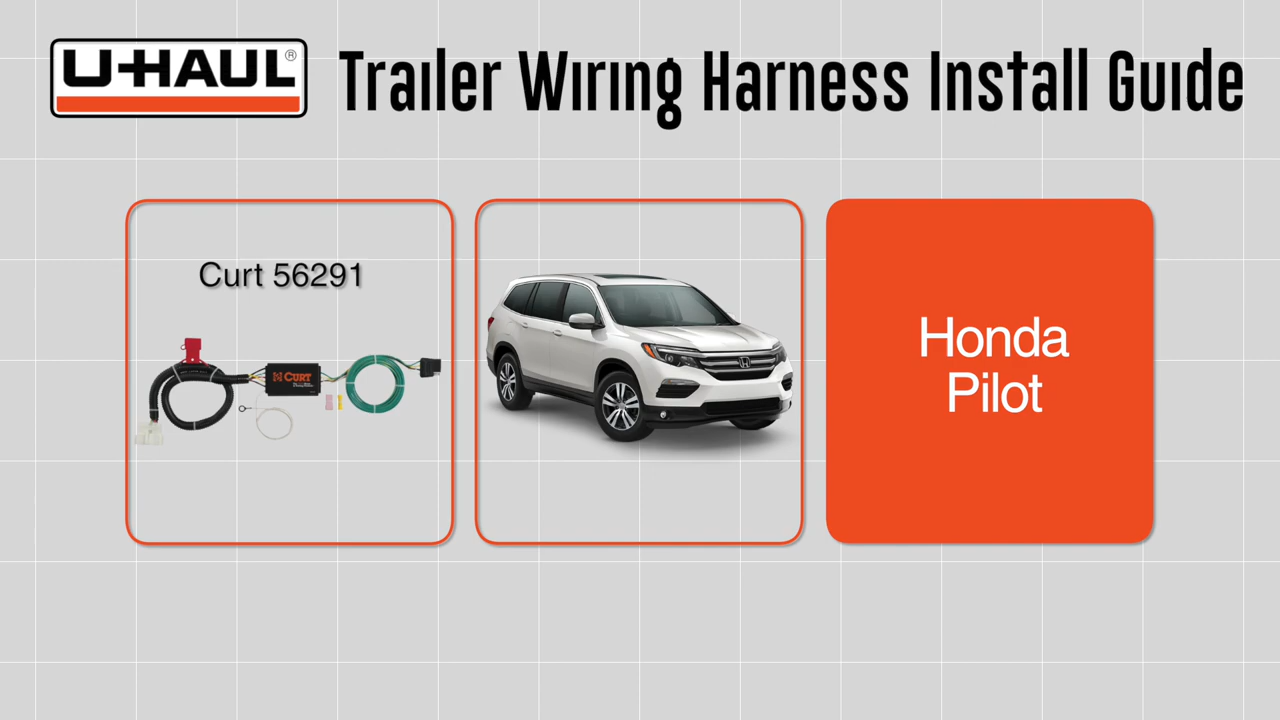 U-HAUL®
Trailer Wiring Harness Install Guide
Curt 56291
CURT
Honda
Pilot